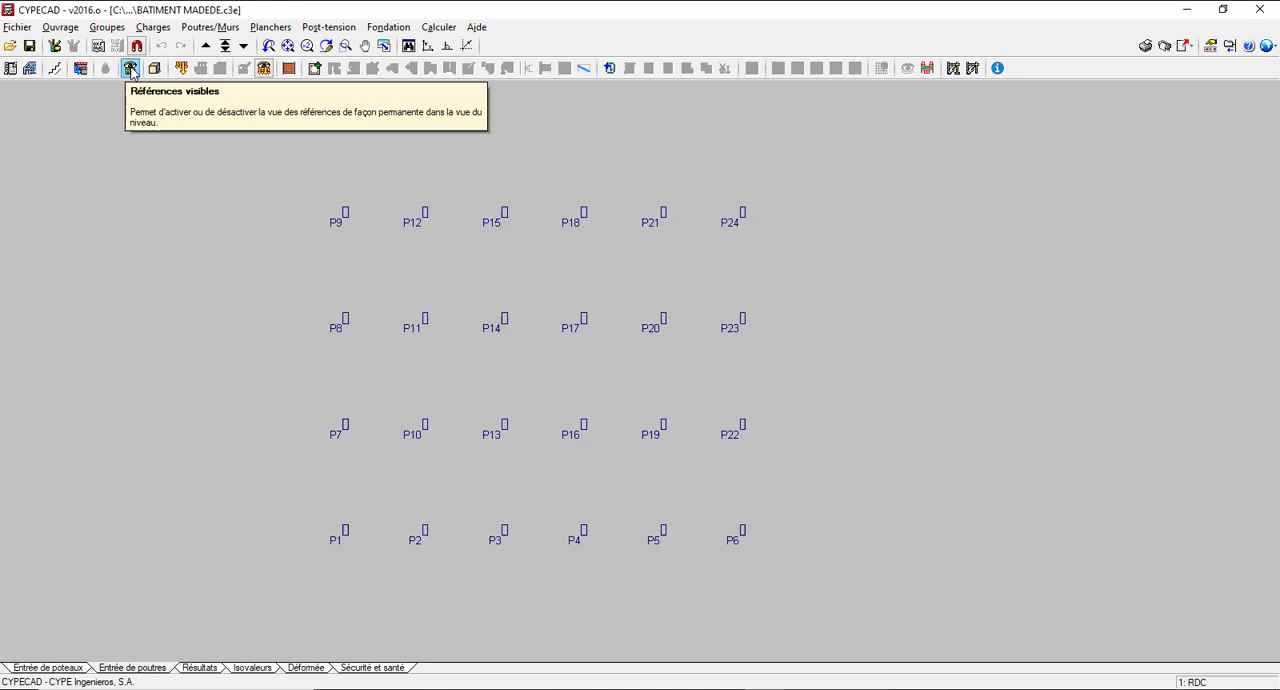 CYPECAD - v2016.o - [C:\...\BATIMENT MADEDE.c3e]
Fichier Ouvrage Groupes Charges Poutres/Murs Planchers Post-tension Fondation Calculer Aide
Références visibles
Permet d'activer ou de désactiver la vue des références de façon permanente dans la vue du
niveau.
P9 P12 P15 P18 P21 P24
P8 P11 P14 P17 P20 P23
P7 P10 P13 P16 P19 P22
P1 P2 P3 P4 P5 P6
Entrée de poteaux Entrée de poutres Résultats Isovaleurs Déformée Sécurité et santé
CYPECAD - CYPE Ingenieros, S.A. 1: RDC